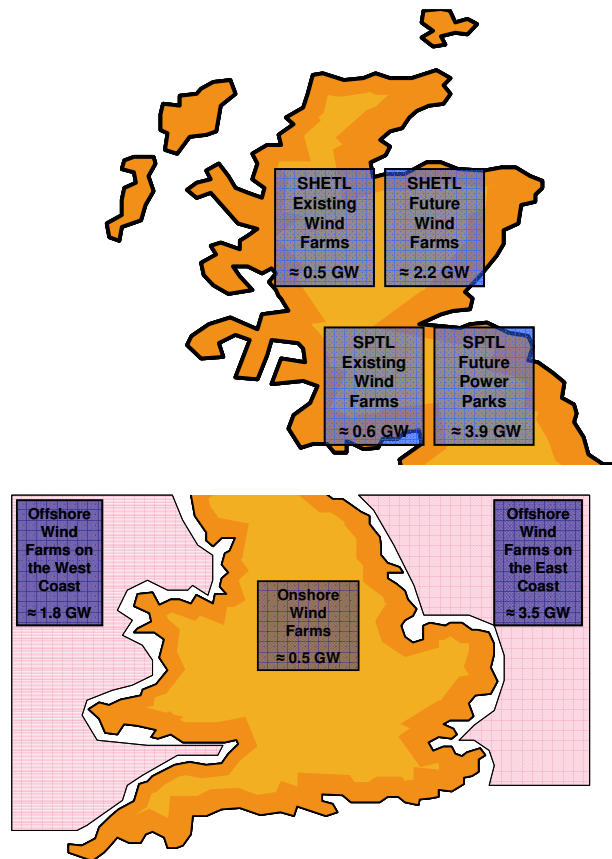 SHETL
Existing
Wind
Farms
≈ 0.5 GW
SHETL
Future
Wind
Farms
≈ 2.2 GW
SPTL
Existing
Wind
Farms
≈ 0.6 GW
SPTL
Future
Power
Parks
≈ 3.9 GW
Offshore
Wind
Farms on
the West
Coast
≈ 1.8 GW
Onshore
Wind
Farms
≈ 0.5 GW
Offshore
Wind
Farms on
the East
Coast
≈ 3.5 GW